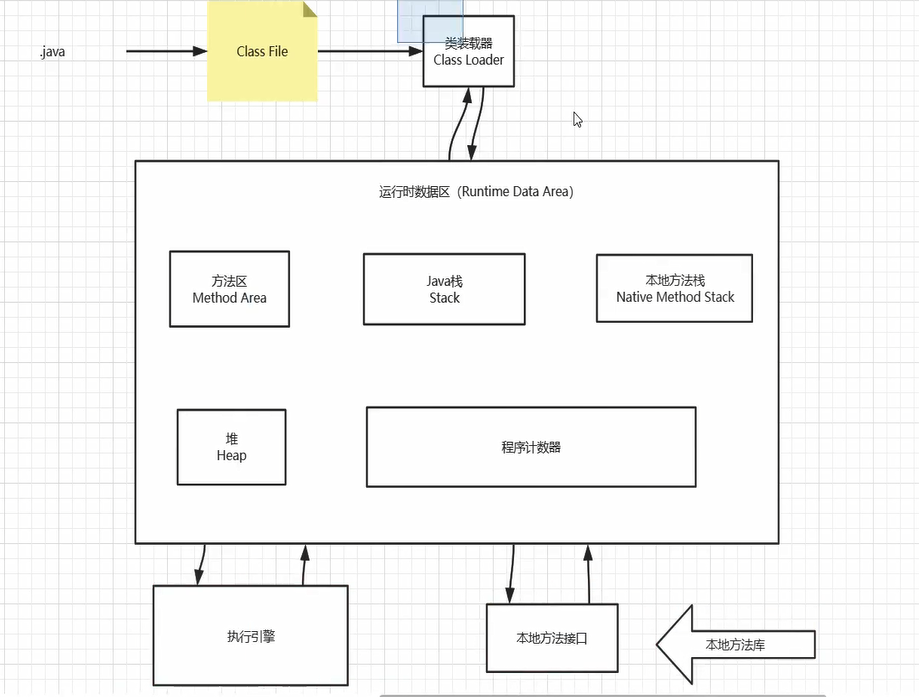 .java
Class File
类装载器
Class Loader
运行时数据区（Runtime Data Area）
方法区
Method Area
Java栈
Stack
本地方法栈
Native Method Stack
堆
Heap
程序计数器
执行引擎
本地方法接口
本地方法库